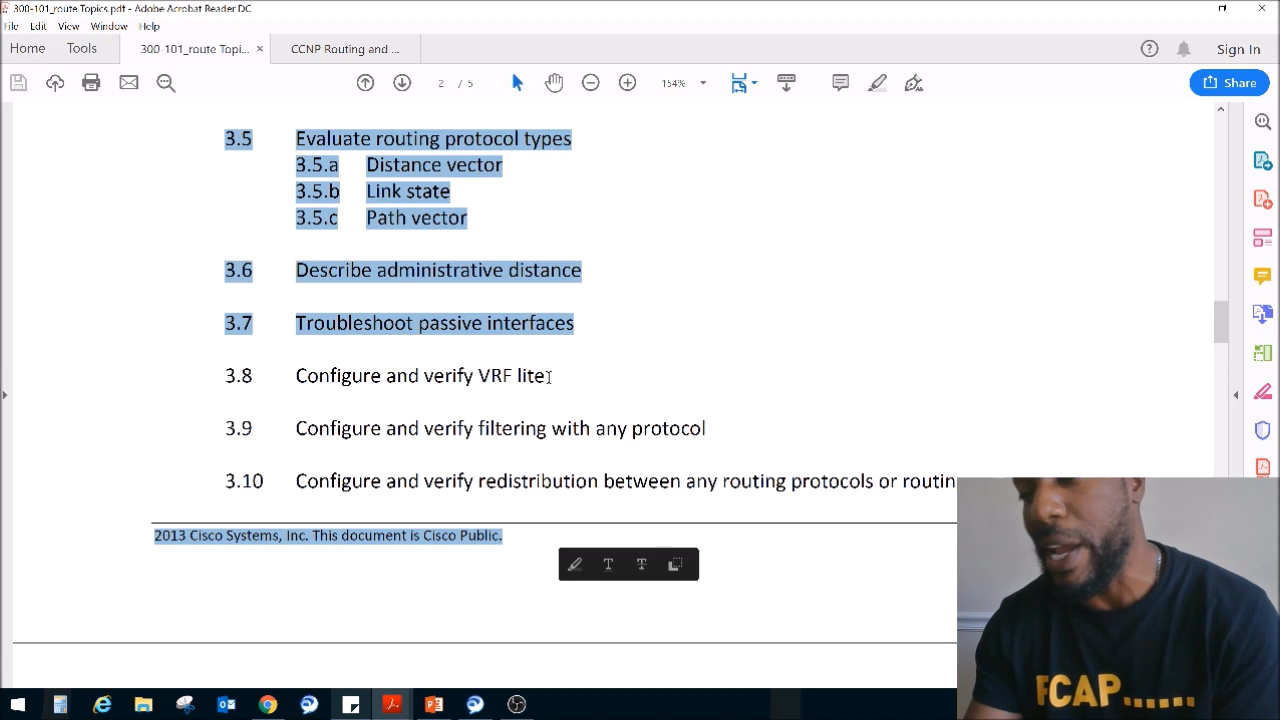 300-101_route Topics.pdf - Adobe Acrobat Reader DC
File Edit View Window Help
Home Tools 300-101_route Topi... × CCNP Routing and ... Sign In
2 / 5 154% Share
3.5 Evaluate routing protocol types
3.5.a Distance vector
3.5.b Link state
3.5.c Path vector
3.6 Describe administrative distance
3.7 Troubleshoot passive interfaces
3.8 Configure and verify VRF lite
3.9 Configure and verify filtering with any protocol
3.10 Configure and verify redistribution between any routing protocols or routin
2013 Cisco Systems, Inc. This document is Cisco Public.
FCAP......